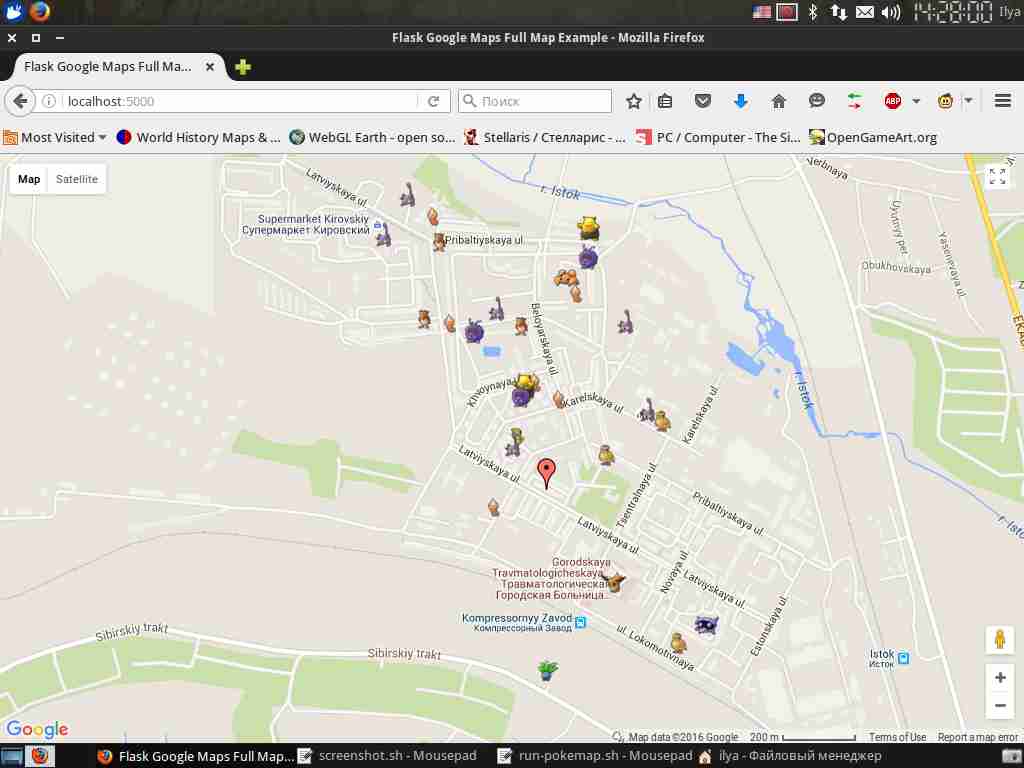 14:28:00 Ilya
Flask Google Maps Full Map Example - Mozilla Firefox
Flask Google Maps Full Ma...
localhost:5000
Поиск
ABP
Most Visited
World History Maps & ...
WebGL Earth - open so...
Stellaris / Стелларис - ...
PC / Computer - The Si...
OpenGameArt.org
Map
Satellite
Latviyskaya ul
r. Istok
Verbnaya
Supermarket Kirovskiy
Супермаркет Кировский
Pribaltiyskaya ul
Uyutnyy per
Yasenevaya ul
Obukhovskaya
Beloyarskaya ul
Khvoynaya
Karelskaya ul
Karelskaya ul
r. Istok
Latviyskaya ul
Tsentralnaya ul
Pribaltiyskaya ul.
r. Istok
Latviyskaya ul.
Gorodskaya
Travmatologicheskaya
Травматологическая
Городская Больница...
Novaya ul.
Latviyskaya ul.
Estonskaya ul.
Kompressornyy Zavod
Компрессорный Завод
ul. Lokomotivnaya
Istok
Исток
Sibirskiy trakt
Sibirskiy trakt
Google
Map data ©2016 Google
200 m
Terms of Use
Report a map error
Flask Google Maps Full Map...
screenshot.sh - Mousepad
run-pokemap.sh - Mousepad
ilya - Файловый менеджер